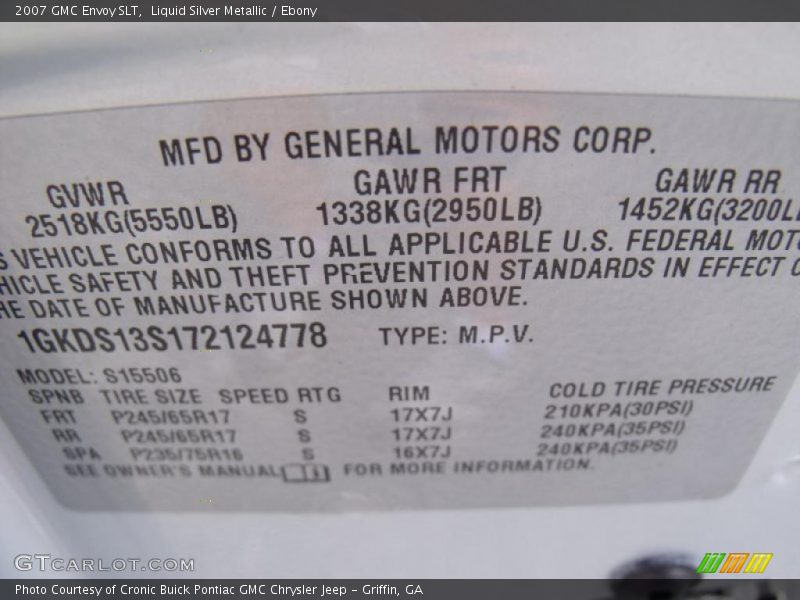 2007 GMC Envoy SLT, Liquid Silver Metallic / Ebony
MFD BY GENERAL MOTORS CORP.
GVWR GAWR FRT GAWR RR
2518KG(5550LB) 1338KG(2950LB) 1452KG(3200L
S VEHICLE CONFORMS TO ALL APPLICABLE U.S. FEDERAL MOT
HICLE SAFETY AND THEFT PREVENTION STANDARDS IN EFFECT O
HE DATE OF MANUFACTURE SHOWN ABOVE.
1GKDS13S172124778 TYPE: M.P.V.
MODEL: S15506
SPNB TIRE SIZE SPEED RTG RIM COLD TIRE PRESSURE
FRT P245/65R17 S 17X7J 210KPA(30PSI)
RR P245/65R17 S 17X7J 240KPA(35PSI)
SPA P235/75R16 S 16X7J 240KPA(35PSI)
SEE OWNER'S MANUAL FOR MORE INFORMATION.
GTCARLOT.COM
Photo Courtesy of Cronic Buick Pontiac GMC Chrysler Jeep - Griffin, GA